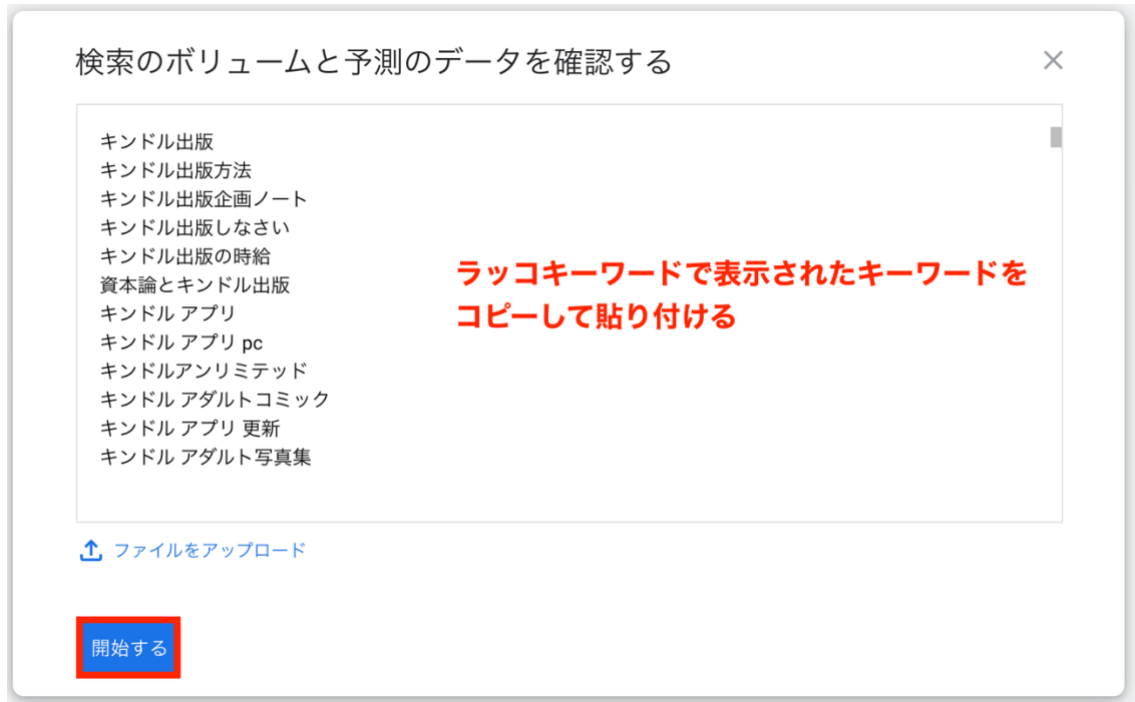 検索のボリュームと予測のデータを確認する
キンドル出版
キンドル出版方法
キンドル出版企画ノート
キンドル出版しなさい
キンドル出版の時給
資本論とキンドル出版
キンドル アプリ
キンドル アプリ pc
キンドルアンリミテッド
キンドル アダルトコミック
キンドル アプリ 更新
キンドル アダルト写真集
ラッコキーワードで表示されたキーワードを
コピーして貼り付ける
ファイルをアップロード
開始する